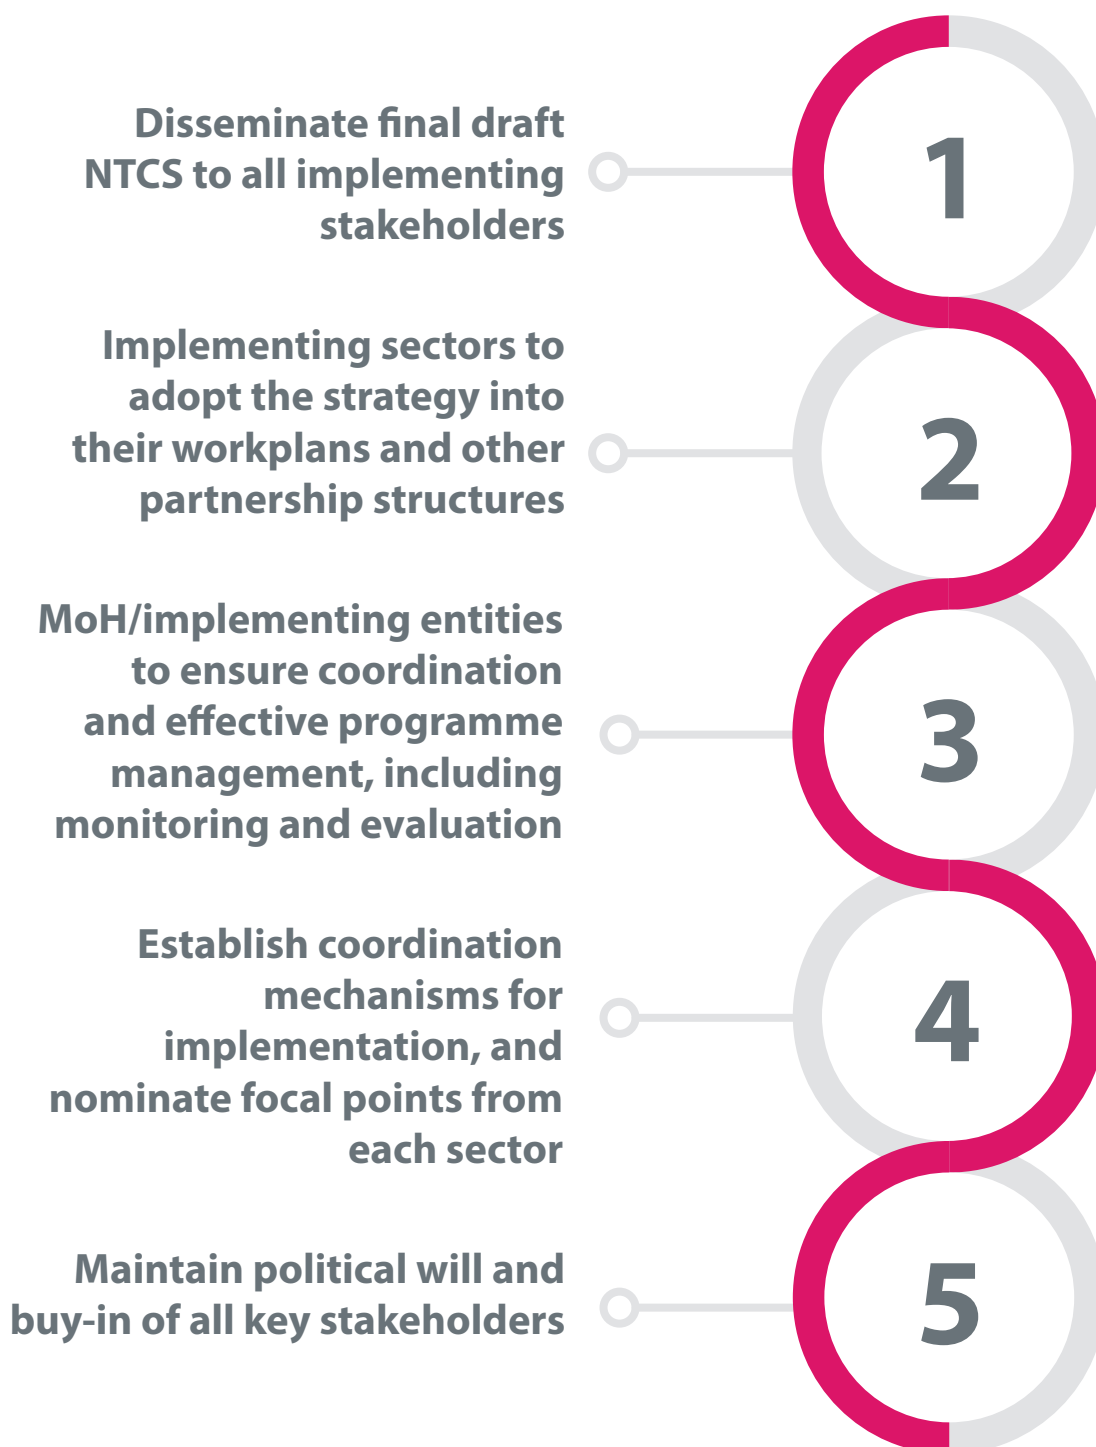 Disseminate final draft
NTCS to all implementing
stakeholders
1
Implementing sectors to
adopt the strategy into
their workplans and other
partnership structures
2
MoH/implementing entities
to ensure coordination
and effective programme
management, including
monitoring and evaluation
3
Establish coordination
mechanisms for
implementation, and
nominate focal points from
each sector
4
Maintain political will and
buy-in of all key stakeholders
5